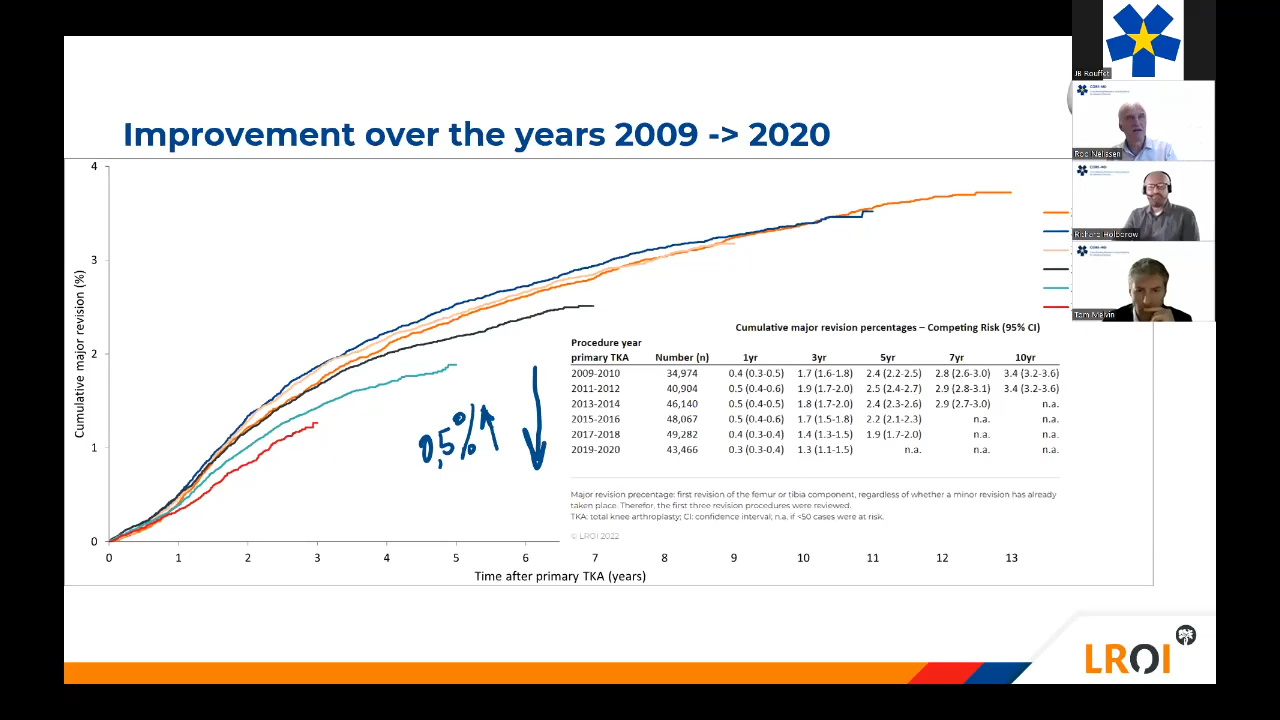 JB Rouffet
Rob Nelissen
Richard Holborow
Tom Melvin
Improvement over the years 2009 -> 2020
Cumulative major revision (%)
4
3
2
1
0
0,5%
Cumulative major revision percentages – Competing Risk (95% CI)
Procedure year
primary TKA Number (n) 1yr 3yr 5yr 7yr 10yr
2009-2010 34,974 0.4 (0.3-0.5) 1.7 (1.6-1.8) 2.4 (2.2-2.5) 2.8 (2.6-3.0) 3.4 (3.2-3.6)
2011-2012 40,904 0.5 (0.4-0.6) 1.9 (1.7-2.0) 2.5 (2.4-2.7) 2.9 (2.8-3.1) 3.4 (3.2-3.6)
2013-2014 46,140 0.5 (0.4-0.6) 1.8 (1.7-2.0) 2.4 (2.3-2.6) 2.9 (2.7-3.0) n.a.
2015-2016 48,067 0.5 (0.4-0.6) 1.7 (1.5-1.8) 2.2 (2.1-2.3) n.a. n.a.
2017-2018 49,282 0.4 (0.3-0.4) 1.4 (1.3-1.5) 1.9 (1.7-2.0) n.a. n.a.
2019-2020 43,466 0.3 (0.3-0.4) 1.3 (1.1-1.5) n.a. n.a. n.a.
Major revision precentage: first revision of the femur or tibia component, regardless of whether a minor revision has already
taken place. Therefor, the first three revision procedures were reviewed.
TKA: total knee arthroplasty; CI: confidence interval; n.a. if <50 cases were at risk.
© LROI 2022
0 1 2 3 4 5 6 7 8 9 10 11 12 13
Time after primary TKA (years)
LROI